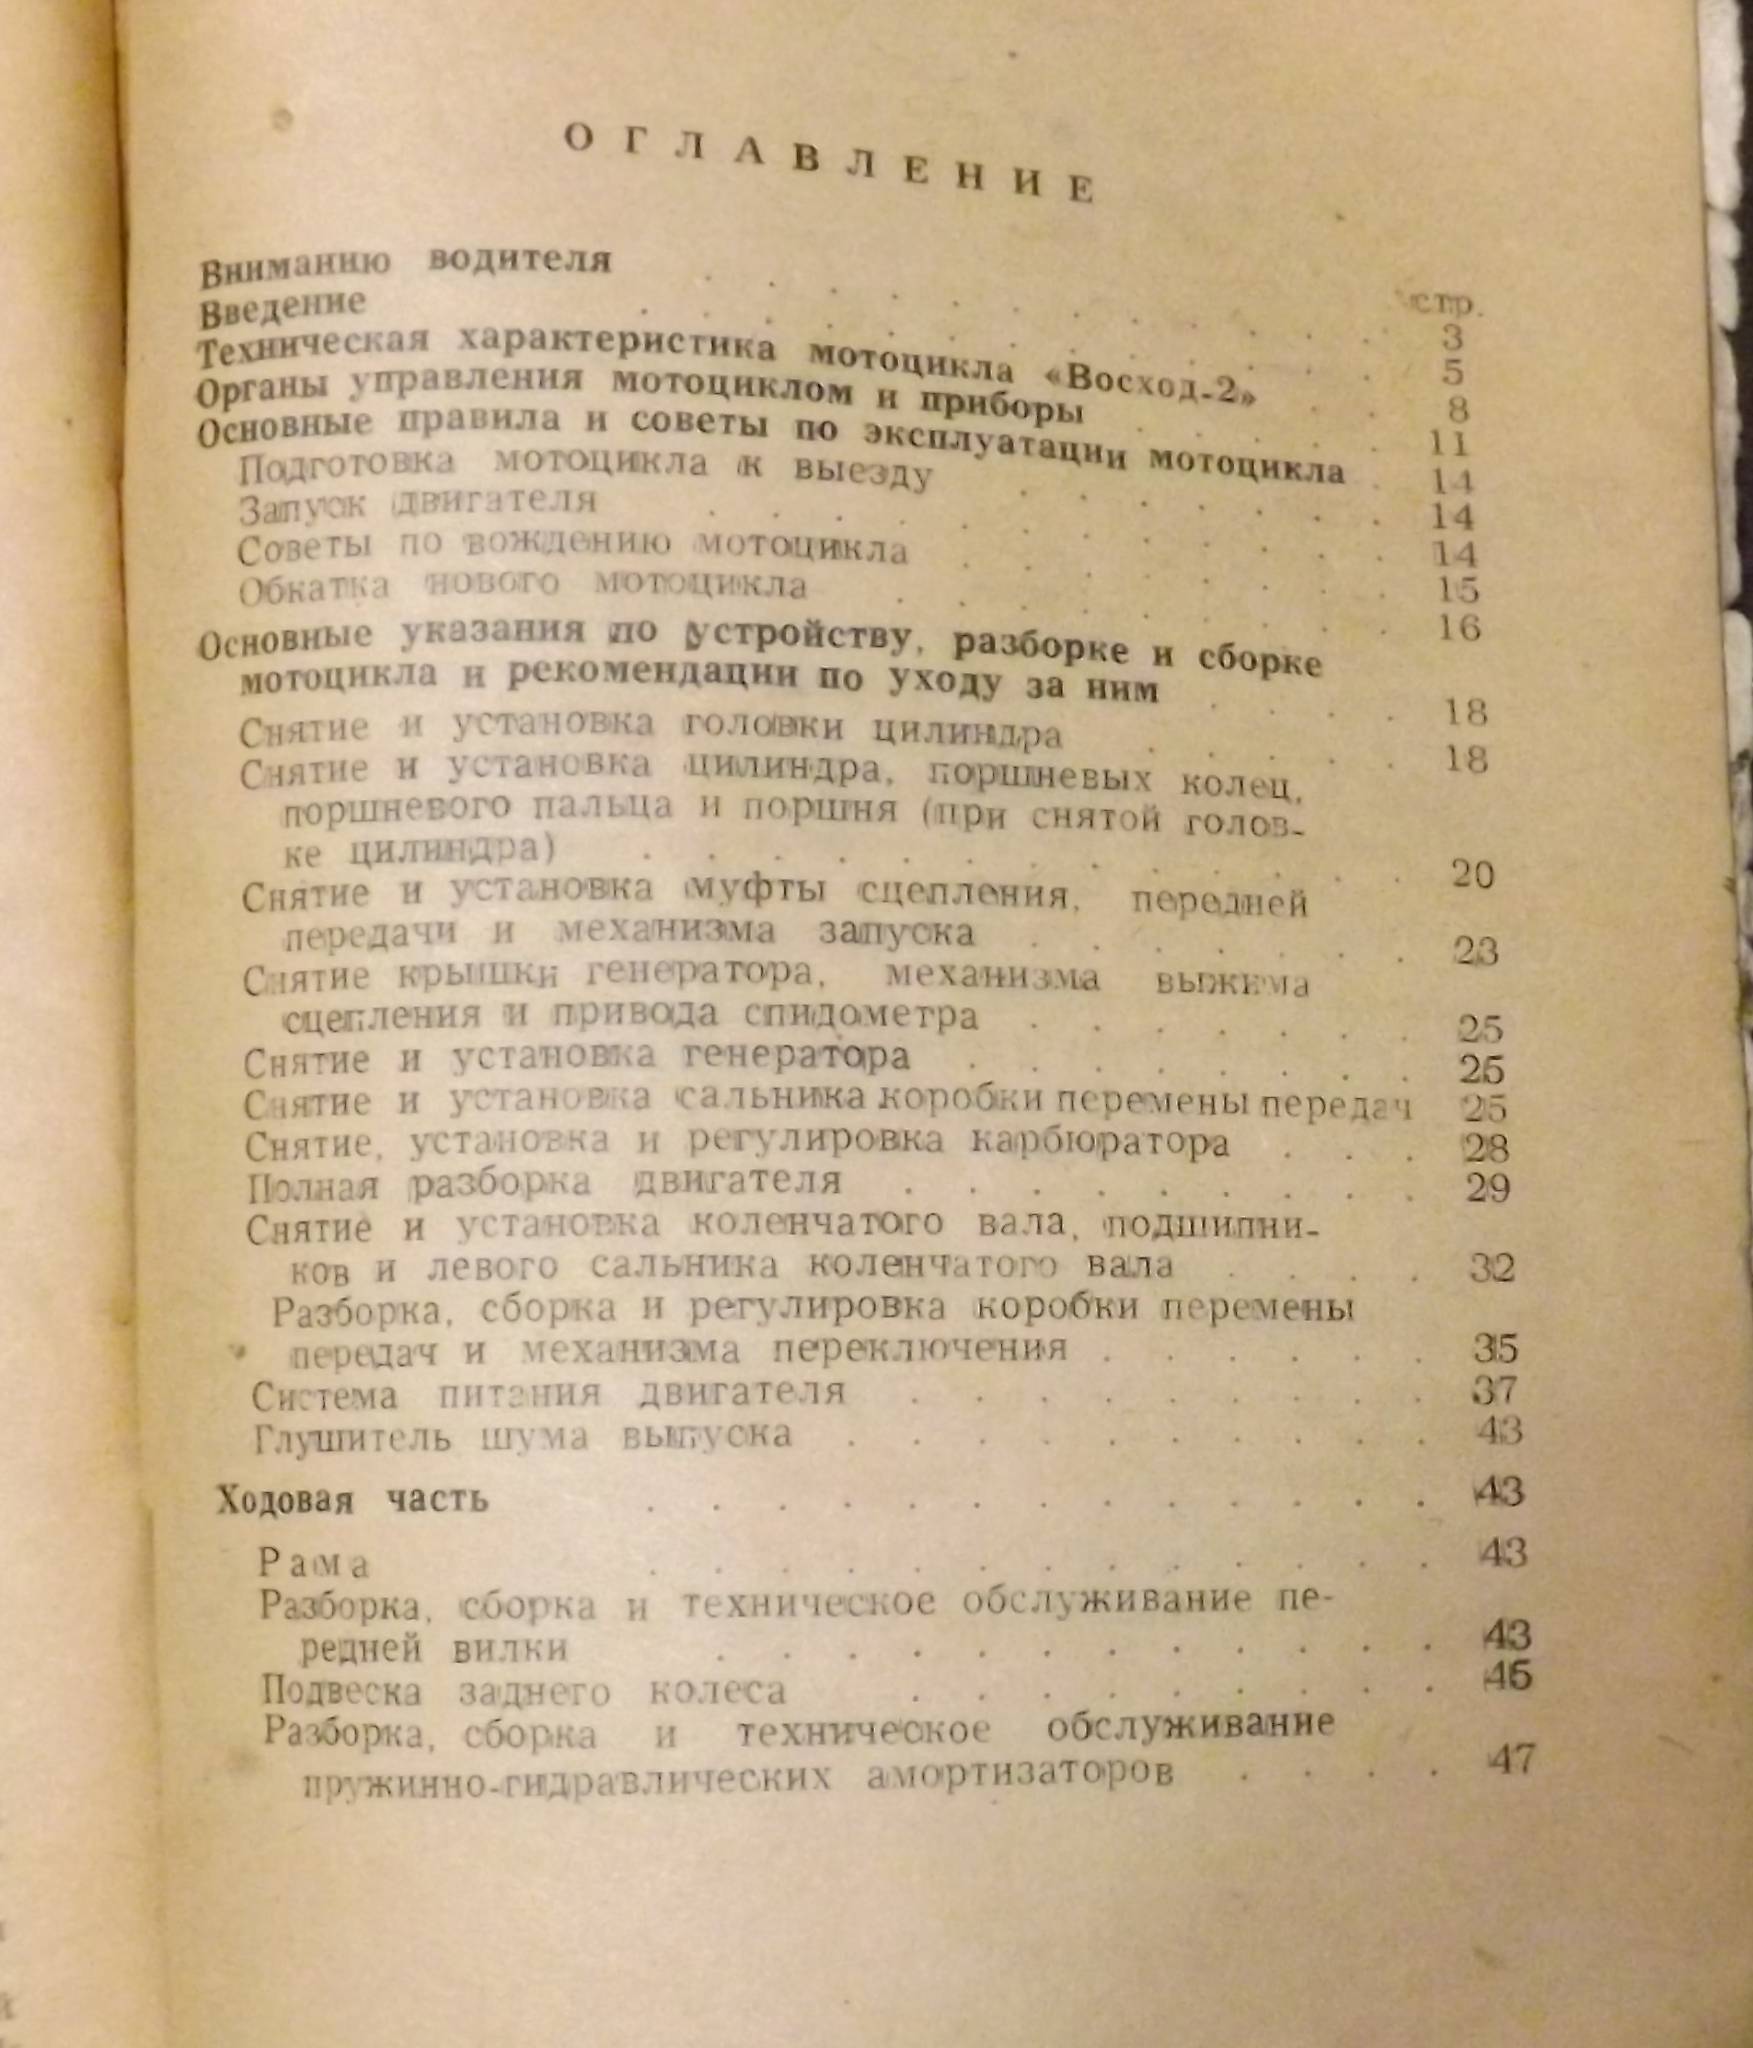 ОГЛАВЛЕНИЕ
стр.
Вниманию водителя . . . . . . . . . . . 3
Введение . . . . . . . . . . . . 5
Техническая характеристика мотоцикла «Восход-2» . . 8
Органы управления мотоциклом и приборы . . . . . 11
Основные правила и советы по эксплуатации мотоцикла . 14
Подготовка мотоцикла к выезду . . . . . . 14
Запуск двигателя . . . . . . . . . . . 14
Советы по вождению мотоцикла . . . . . . . 15
Обкатка нового мотоцикла . . . . . . . . 16
Основные указания по устройству, разборке и сборке
мотоцикла и рекомендации по уходу за ним . . . . 18
Снятие и установка головки цилиндра . . . . . 18
Снятие и установка цилиндра, поршневых колец,
поршневого пальца и поршня (при снятой голов-
ке цилиндра) . . . . . . . . . . . . . 20
Снятие и установка муфты сцепления, передней
передачи и механизма запуска . . . . . . . 23
Снятие крышки генератора, механизма выжима
сцепления и привода спидометра . . . . . . . 25
Снятие и установка генератора . . . . . . . . 25
Снятие и установка сальника коробки перемены передач 25
Снятие, установка и регулировка карбюратора . . . 28
Полная разборка двигателя . . . . . . . . . 29
Снятие и установка коленчатого вала, подшипни-
ков и левого сальника коленчатого вала . . . . 32
Разборка, сборка и регулировка коробки перемены
передач и механизма переключения . . . . . . 35
Система питания двигателя . . . . . . . . . 37
Глушитель шума выпуска . . . . . . . . . . 43
Ходовая часть . . . . . . . . . . . . . 43
Рама . . . . . . . . . . . . . 43
Разборка, сборка и техническое обслуживание пе-
редней вилки . . . . . . . . . . . . 43
Подвеска заднего колеса . . . . . . . . . 46
Разборка, сборка и техническое обслуживание
пружинно-гидравлических амортизаторов . . . . 47